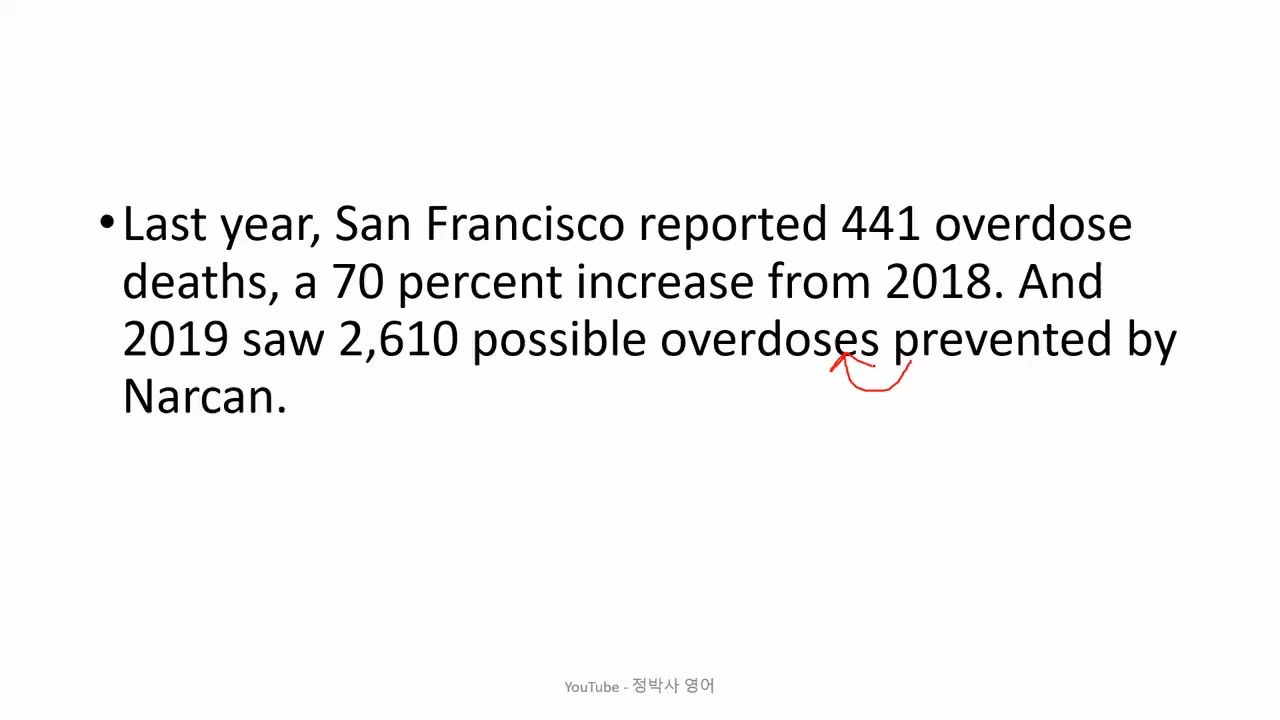 •Last year, San Francisco reported 441 overdose
deaths, a 70 percent increase from 2018. And
2019 saw 2,610 possible overdoses prevented by
Narcan.
YouTube - 정박사 영어